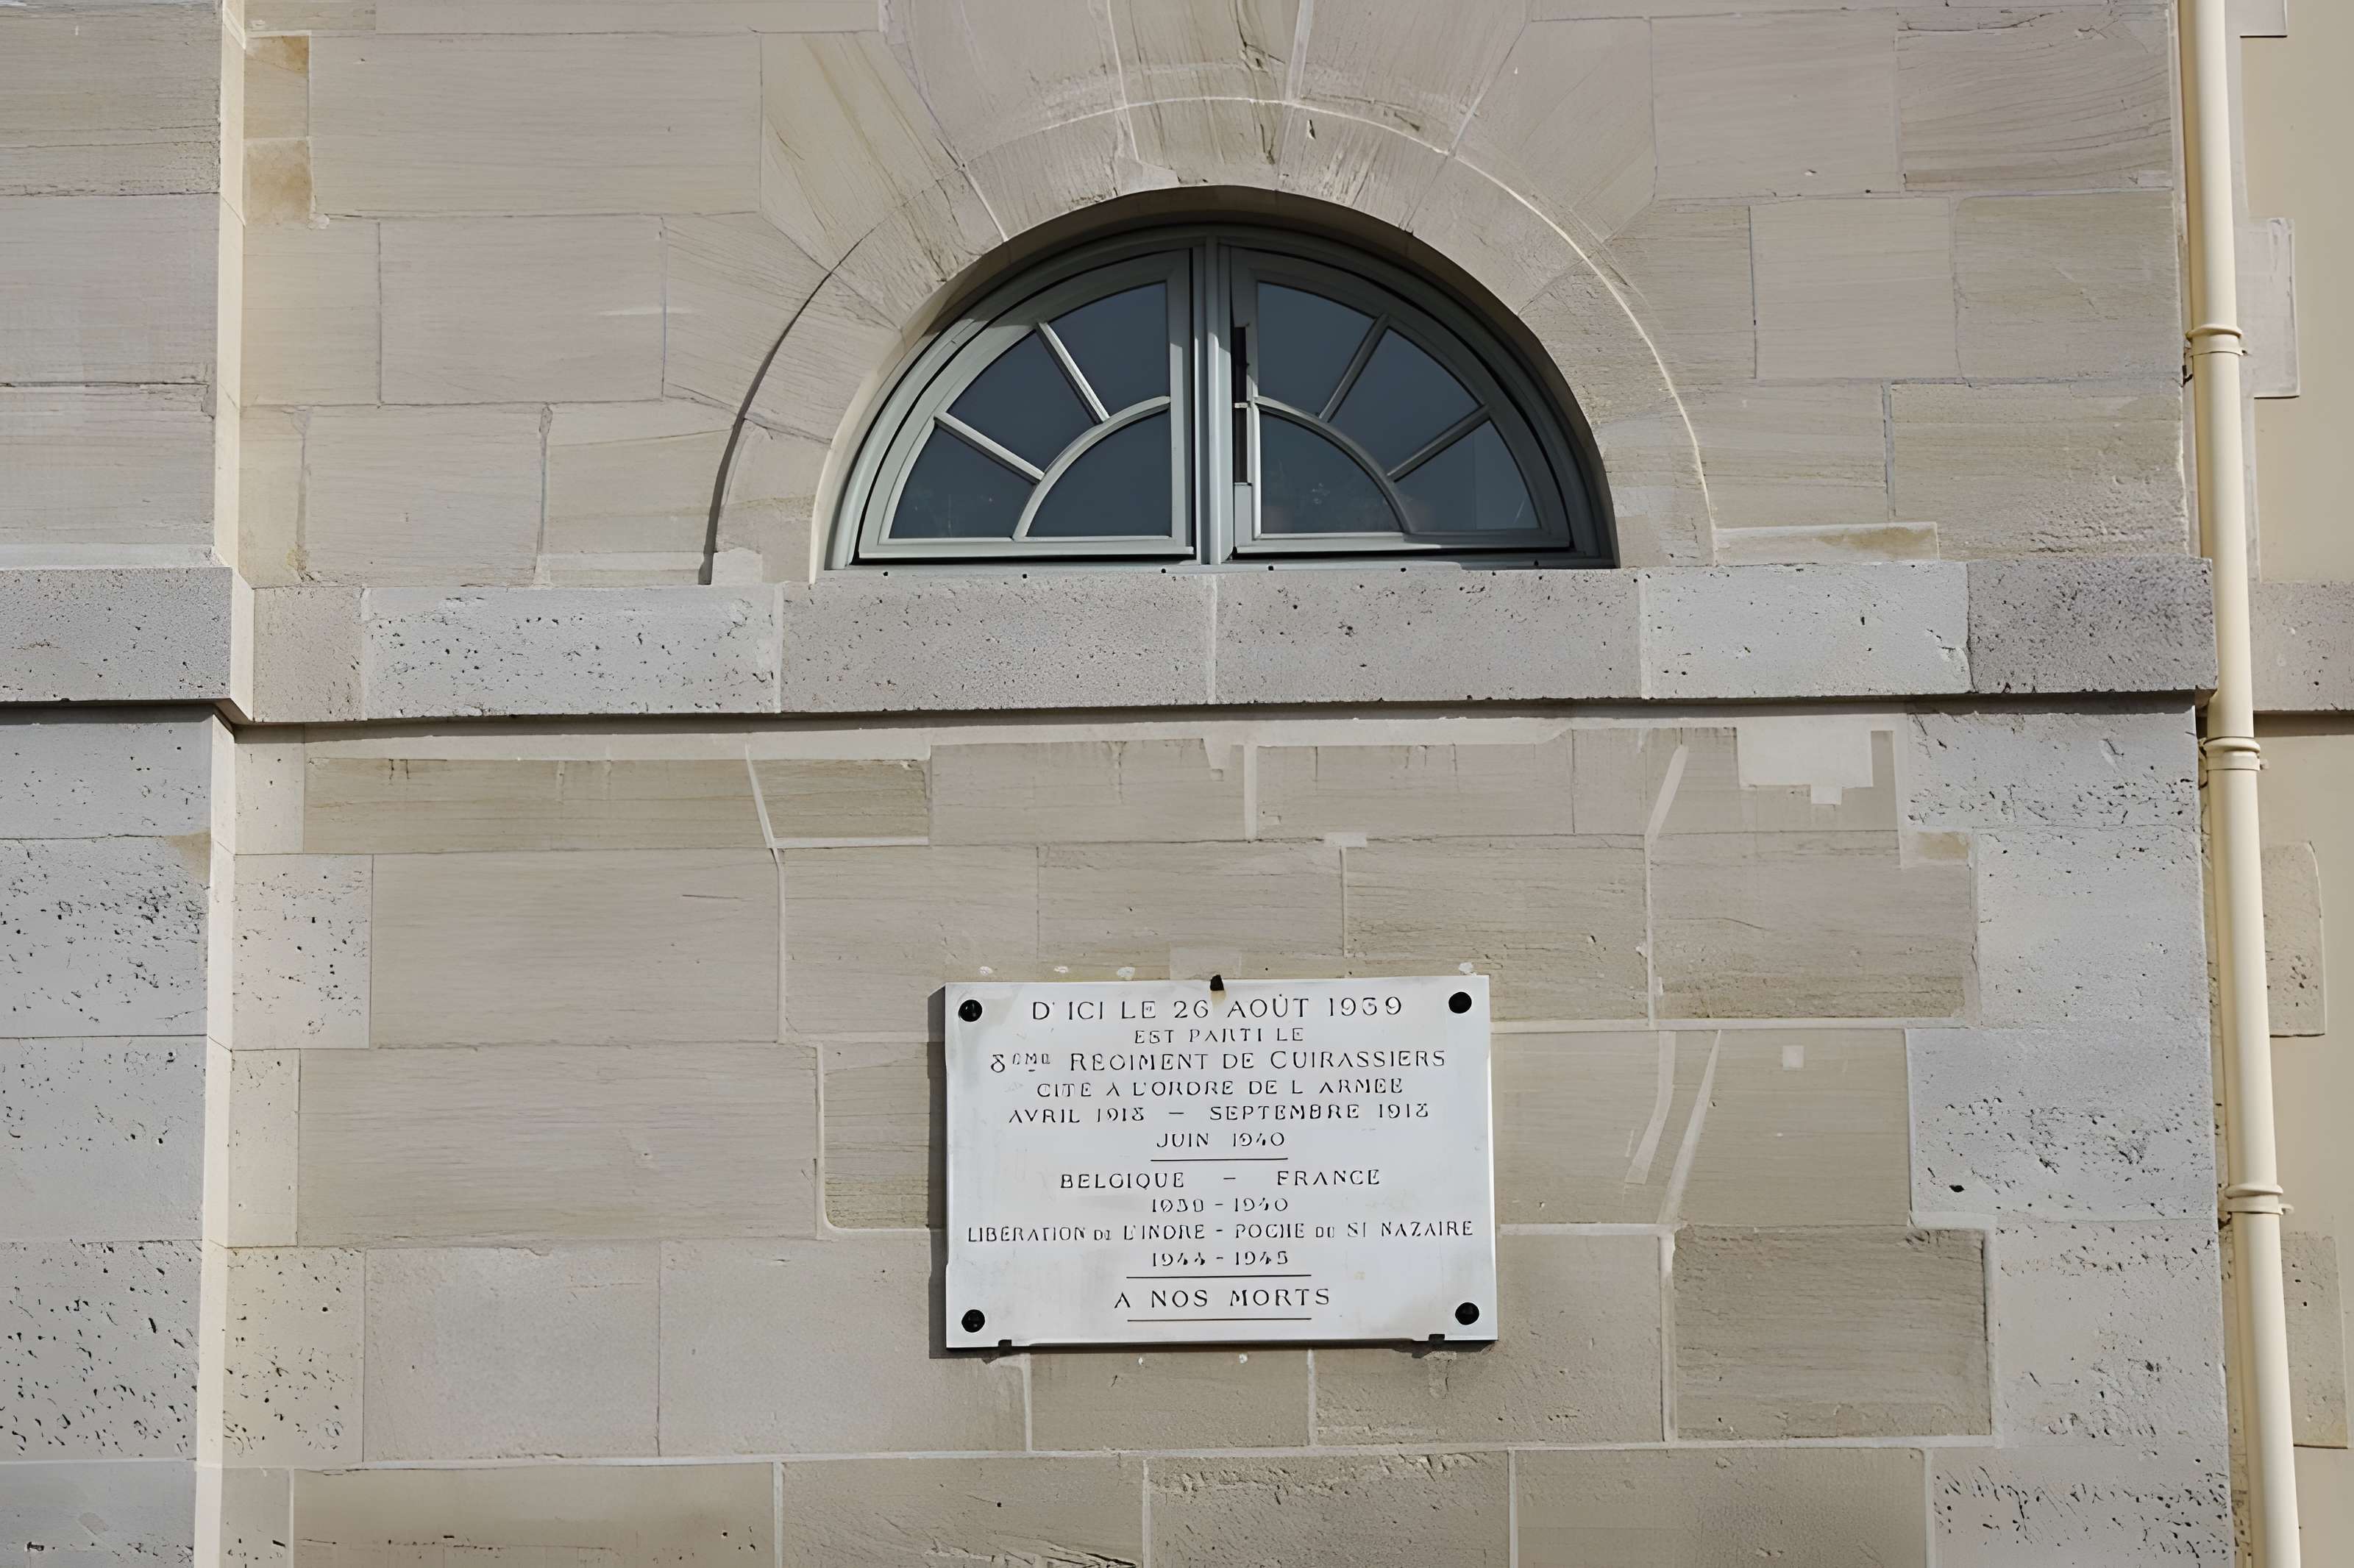 D'ICI LE 26 AOÛT 1939
EST PARTI LE
8ÈME RÉGIMENT DE CUIRASSIERS
CITÉ A L'ORDRE DE L'ARMÉE
AVRIL 1918 — SEPTEMBRE 1918
JUIN 1940
BELGIQUE — FRANCE
1939 - 1940
LIBÉRATION DE L'INDRE - POCHE DE ST NAZAIRE
1944 - 1945
A NOS MORTS